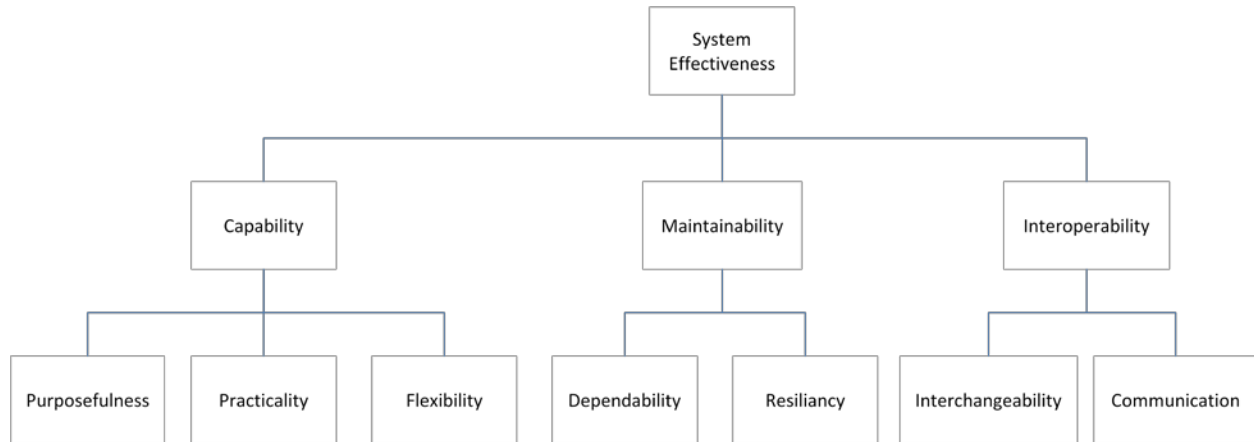 System
Effectiveness
Capability
Maintainability
Interoperability
Purposefulness
Practicality
Flexibility
Dependability
Resiliancy
Interchangeability
Communication